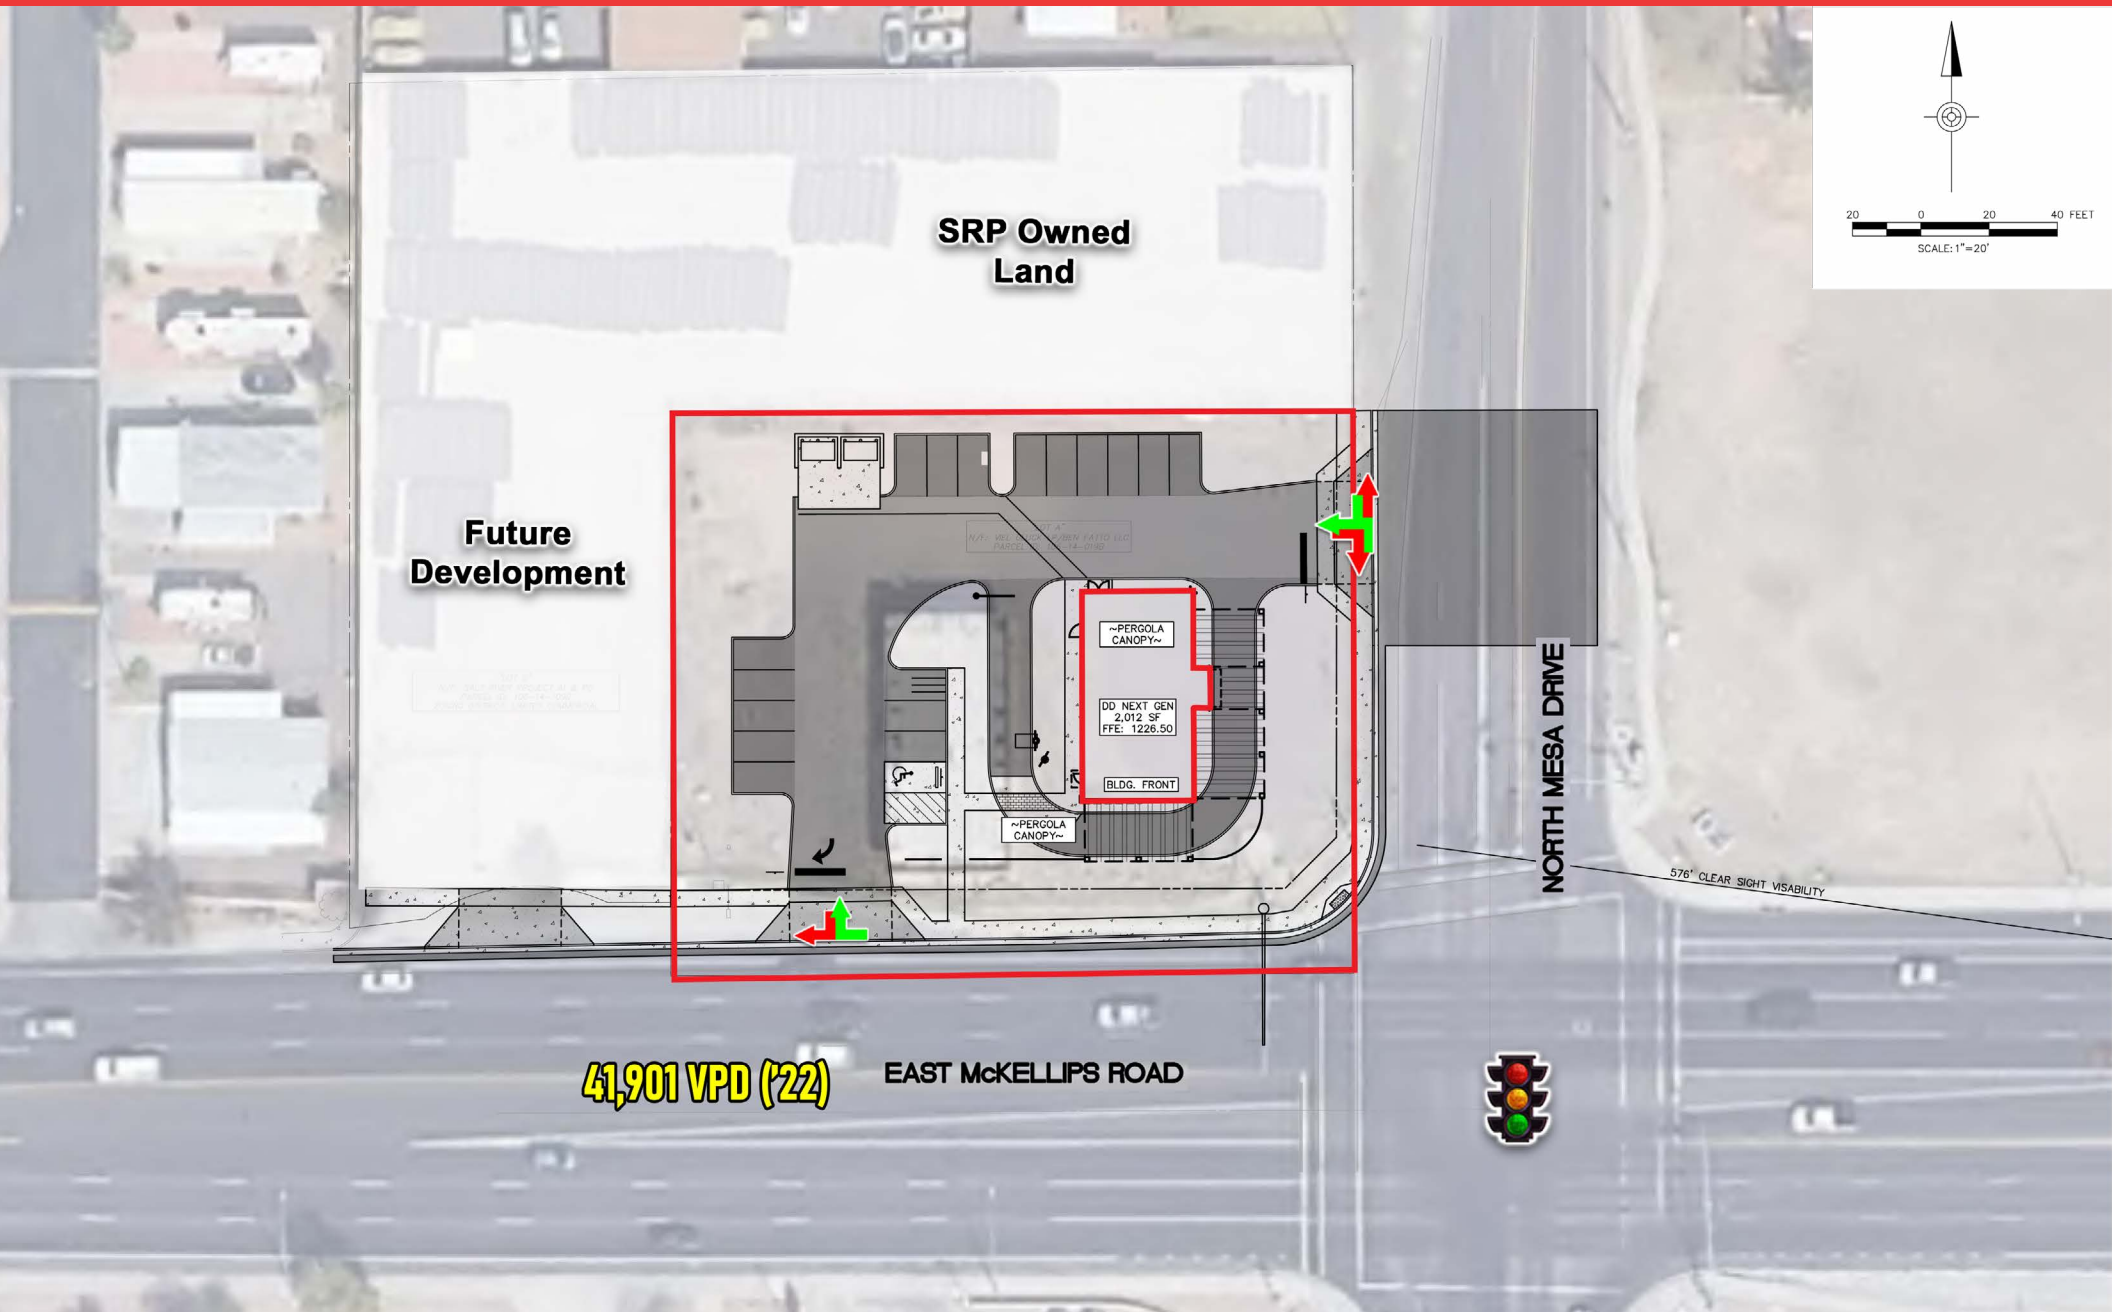 20 0 20 40 FEET
SCALE: 1"=20'
SRP Owned
Land
Future
Development
~PERGOLA
CANOPY~
DD NEXT GEN
2,012 SF
FFE: 1226.50
BLDG. FRONT
~PERGOLA
CANOPY~
NORTH MESA DRIVE
576' CLEAR SIGHT VISABILITY
41,901 VPD ('22)
EAST McKELLIPS ROAD